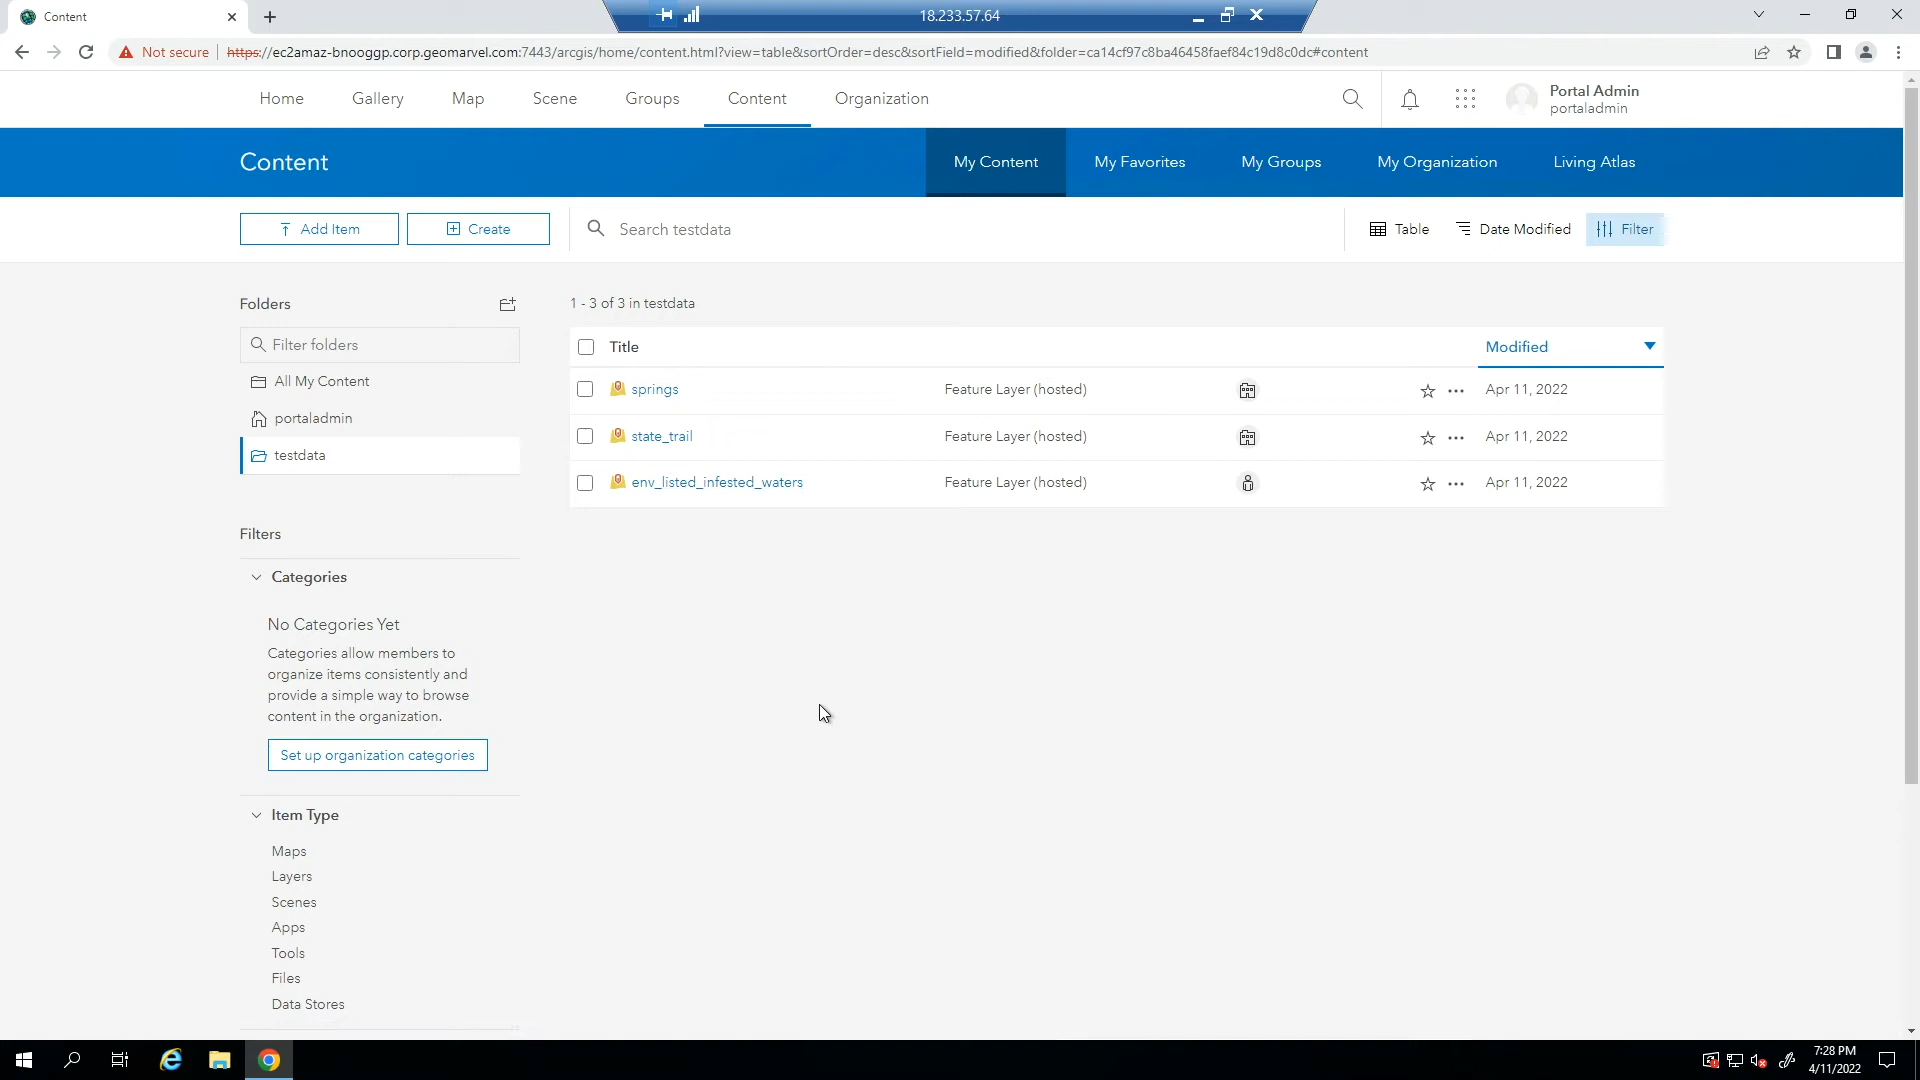 Content
18.233.57.64
Not secure
https://ec2amaz-bnooggp.corp.geomarvel.com:7443/arcgis/home/content.html?view=table&sortOrder=desc&sortField=modified&folder=ca14cf97c8ba46458faef84c19d8c0dc#content
Home Gallery Map Scene Groups Content Organization
Portal Admin
portaladmin
Content
My Content My Favorites My Groups My Organization Living Atlas
Add Item Create Search testdata Table Date Modified Filter
Folders
Filter folders
All My Content
portaladmin
testdata
1 - 3 of 3 in testdata
Title Modified
springs Feature Layer (hosted) Apr 11, 2022
state_trail Feature Layer (hosted) Apr 11, 2022
env_listed_infested_waters Feature Layer (hosted) Apr 11, 2022
Filters
Categories
No Categories Yet
Categories allow members to
organize items consistently and
provide a simple way to browse
content in the organization.
Set up organization categories
Item Type
Maps
Layers
Scenes
Apps
Tools
Files
Data Stores
7:28 PM
4/11/2022